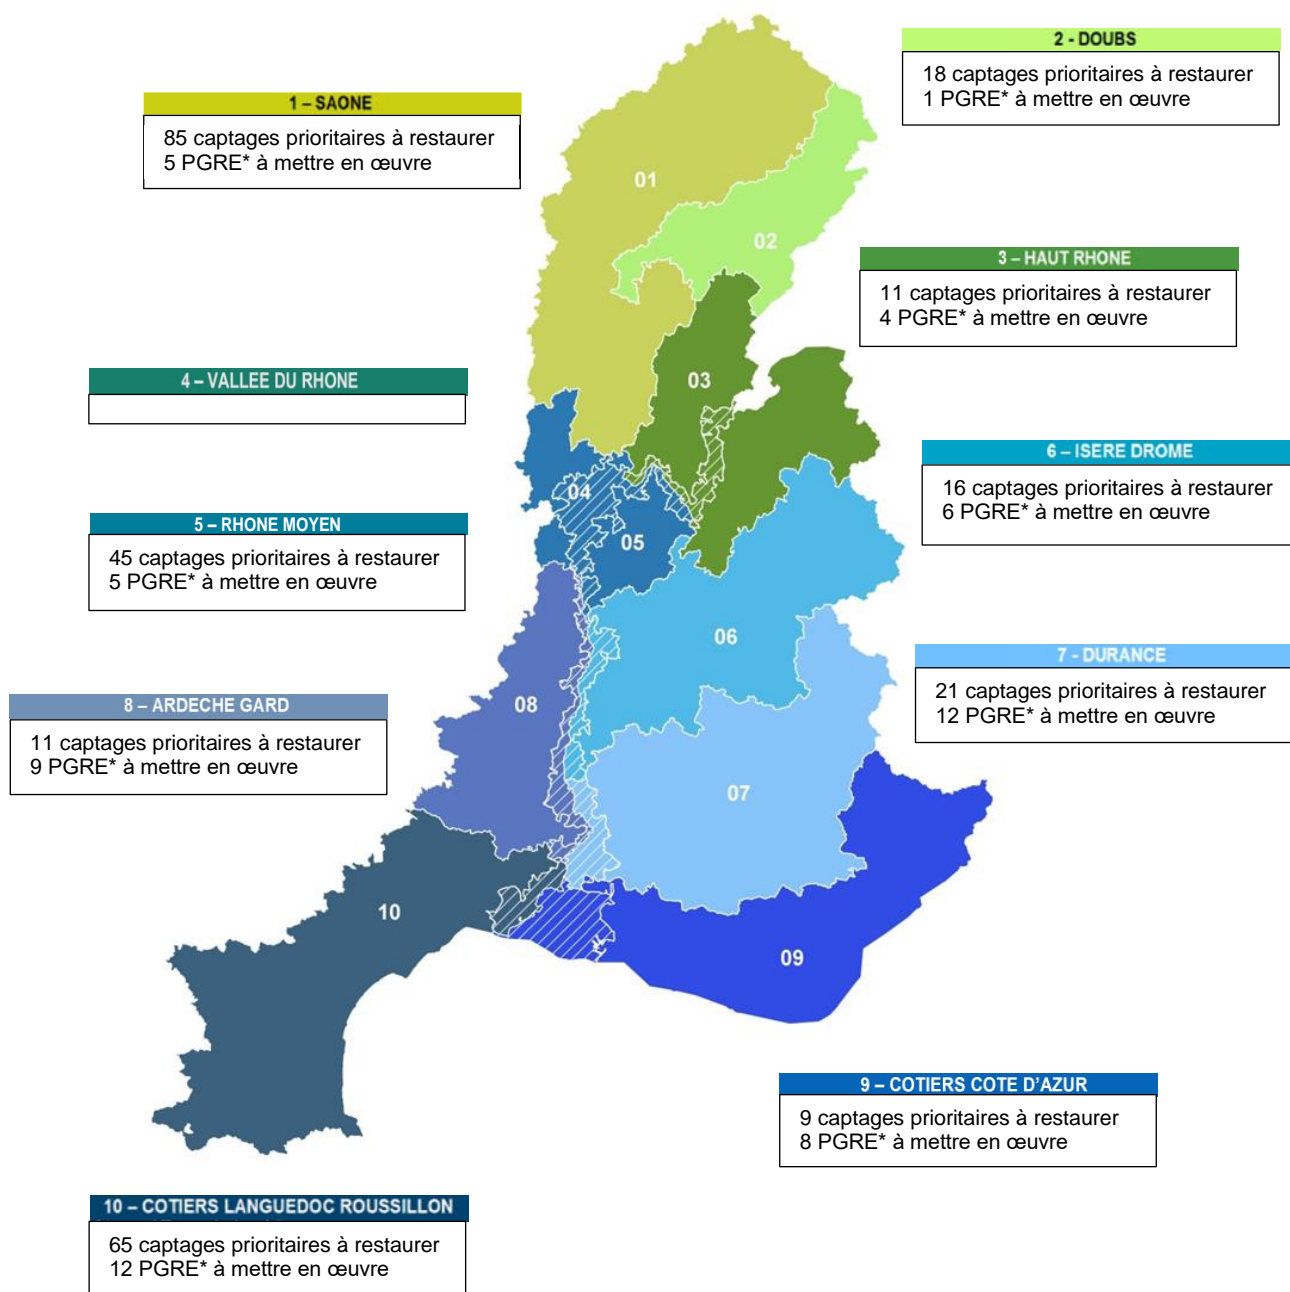 2 - DOUBS
18 captages prioritaires à restaurer
1 PGRE* à mettre en œuvre
1 – SAONE
85 captages prioritaires à restaurer
5 PGRE* à mettre en œuvre
01
02
3 – HAUT RHONE
11 captages prioritaires à restaurer
4 PGRE* à mettre en œuvre
4 – VALLEE DU RHONE
03
6 – ISERE DROME
16 captages prioritaires à restaurer
6 PGRE* à mettre en œuvre
04
5 – RHONE MOYEN
45 captages prioritaires à restaurer
5 PGRE* à mettre en œuvre
05
06
7 - DURANCE
21 captages prioritaires à restaurer
12 PGRE* à mettre en œuvre
8 – ARDECHE GARD
11 captages prioritaires à restaurer
9 PGRE* à mettre en œuvre
08
07
10
09
9 – COTIERS COTE D'AZUR
9 captages prioritaires à restaurer
8 PGRE* à mettre en œuvre
10 – COTIERS LANGUEDOC ROUSSILLON
65 captages prioritaires à restaurer
12 PGRE* à mettre en œuvre